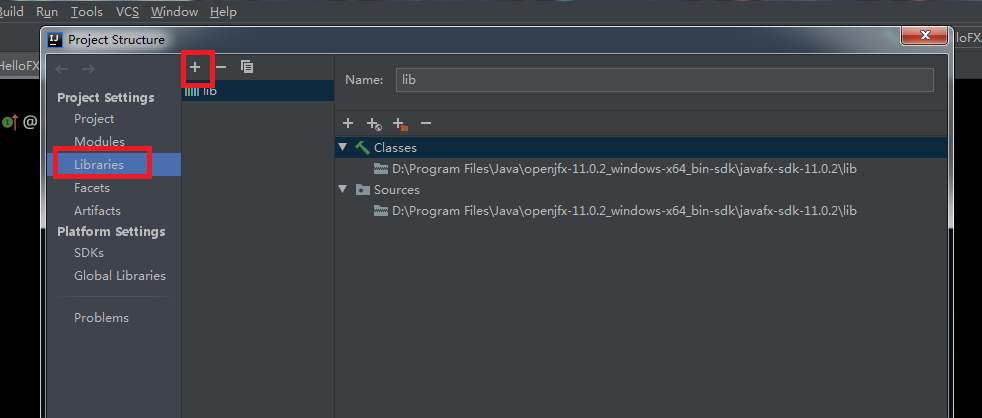 Build Run Tools VCS Window Help
Project Structure
HelloFX
loFX.
Project Settings
Project
Modules
Libraries
Facets
Artifacts
Platform Settings
SDKs
Global Libraries
Problems
lib
Name: lib
Classes
D:\Program Files\Java\openjfx-11.0.2_windows-x64_bin-sdk\javafx-sdk-11.0.2\lib
Sources
D:\Program Files\Java\openjfx-11.0.2_windows-x64_bin-sdk\javafx-sdk-11.0.2\lib
@